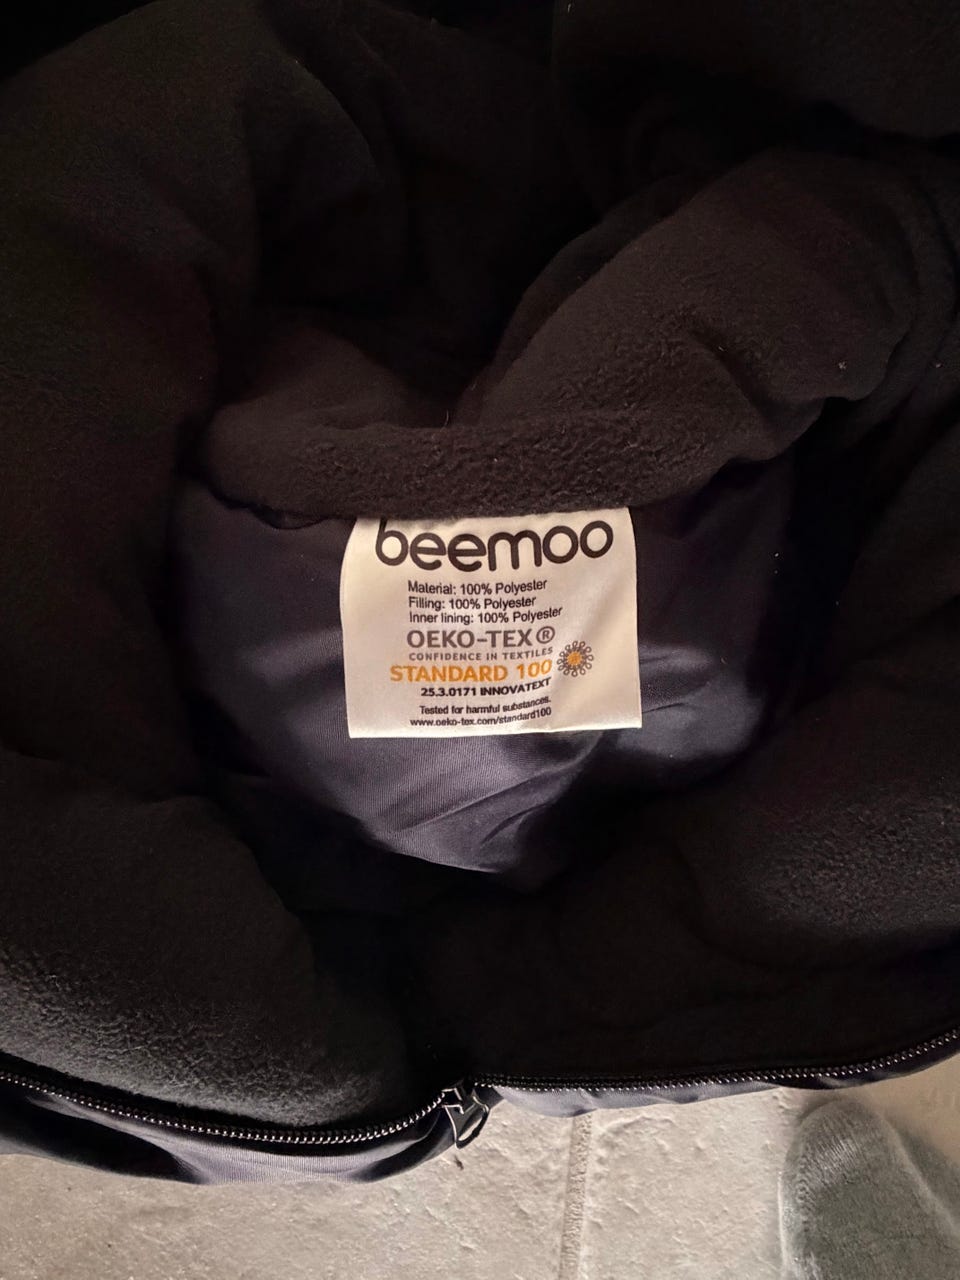 beemoo
Material: 100% Polyester
Filling: 100% Polyester
Inner lining: 100% Polyester
OEKO-TEX®
CONFIDENCE IN TEXTILES
STANDARD 100
25.3.0171 INNOVATEXT
Tested for harmful substances.
www.oeko-tex.com/standard100